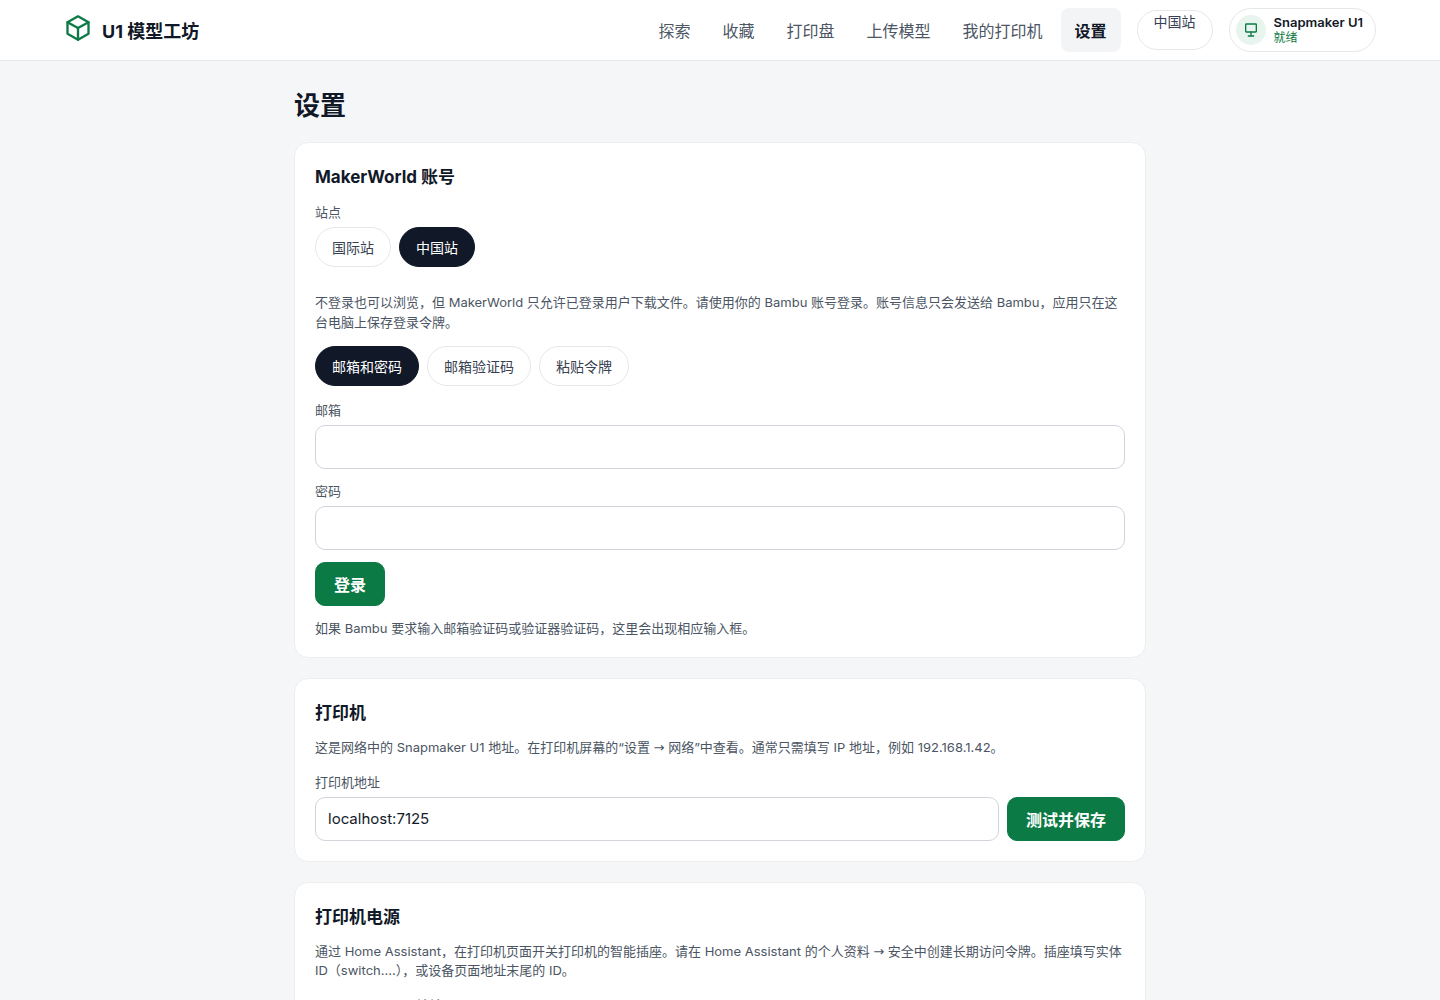 U1 模型工坊
探索
收藏
打印盘
上传模型
我的打印机
设置
中国站
Snapmaker U1
就绪
设置
MakerWorld 账号
站点
国际站
中国站
不登录也可以浏览，但 MakerWorld 只允许已登录用户下载文件。请使用你的 Bambu 账号登录。账号信息只会发送给 Bambu，应用只在这
台电脑上保存登录令牌。
邮箱和密码
邮箱验证码
粘贴令牌
邮箱
密码
登录
如果 Bambu 要求输入邮箱验证码或验证器验证码，这里会出现相应输入框。
打印机
这是网络中的 Snapmaker U1 地址。在打印机屏幕的“设置 → 网络”中查看。通常只需填写 IP 地址，例如 192.168.1.42。
打印机地址
localhost:7125
测试并保存
打印机电源
通过 Home Assistant，在打印机页面开关打印机的智能插座。请在 Home Assistant 的个人资料 → 安全中创建长期访问令牌。插座填写实体
ID（switch.…），或设备页面地址末尾的 ID。